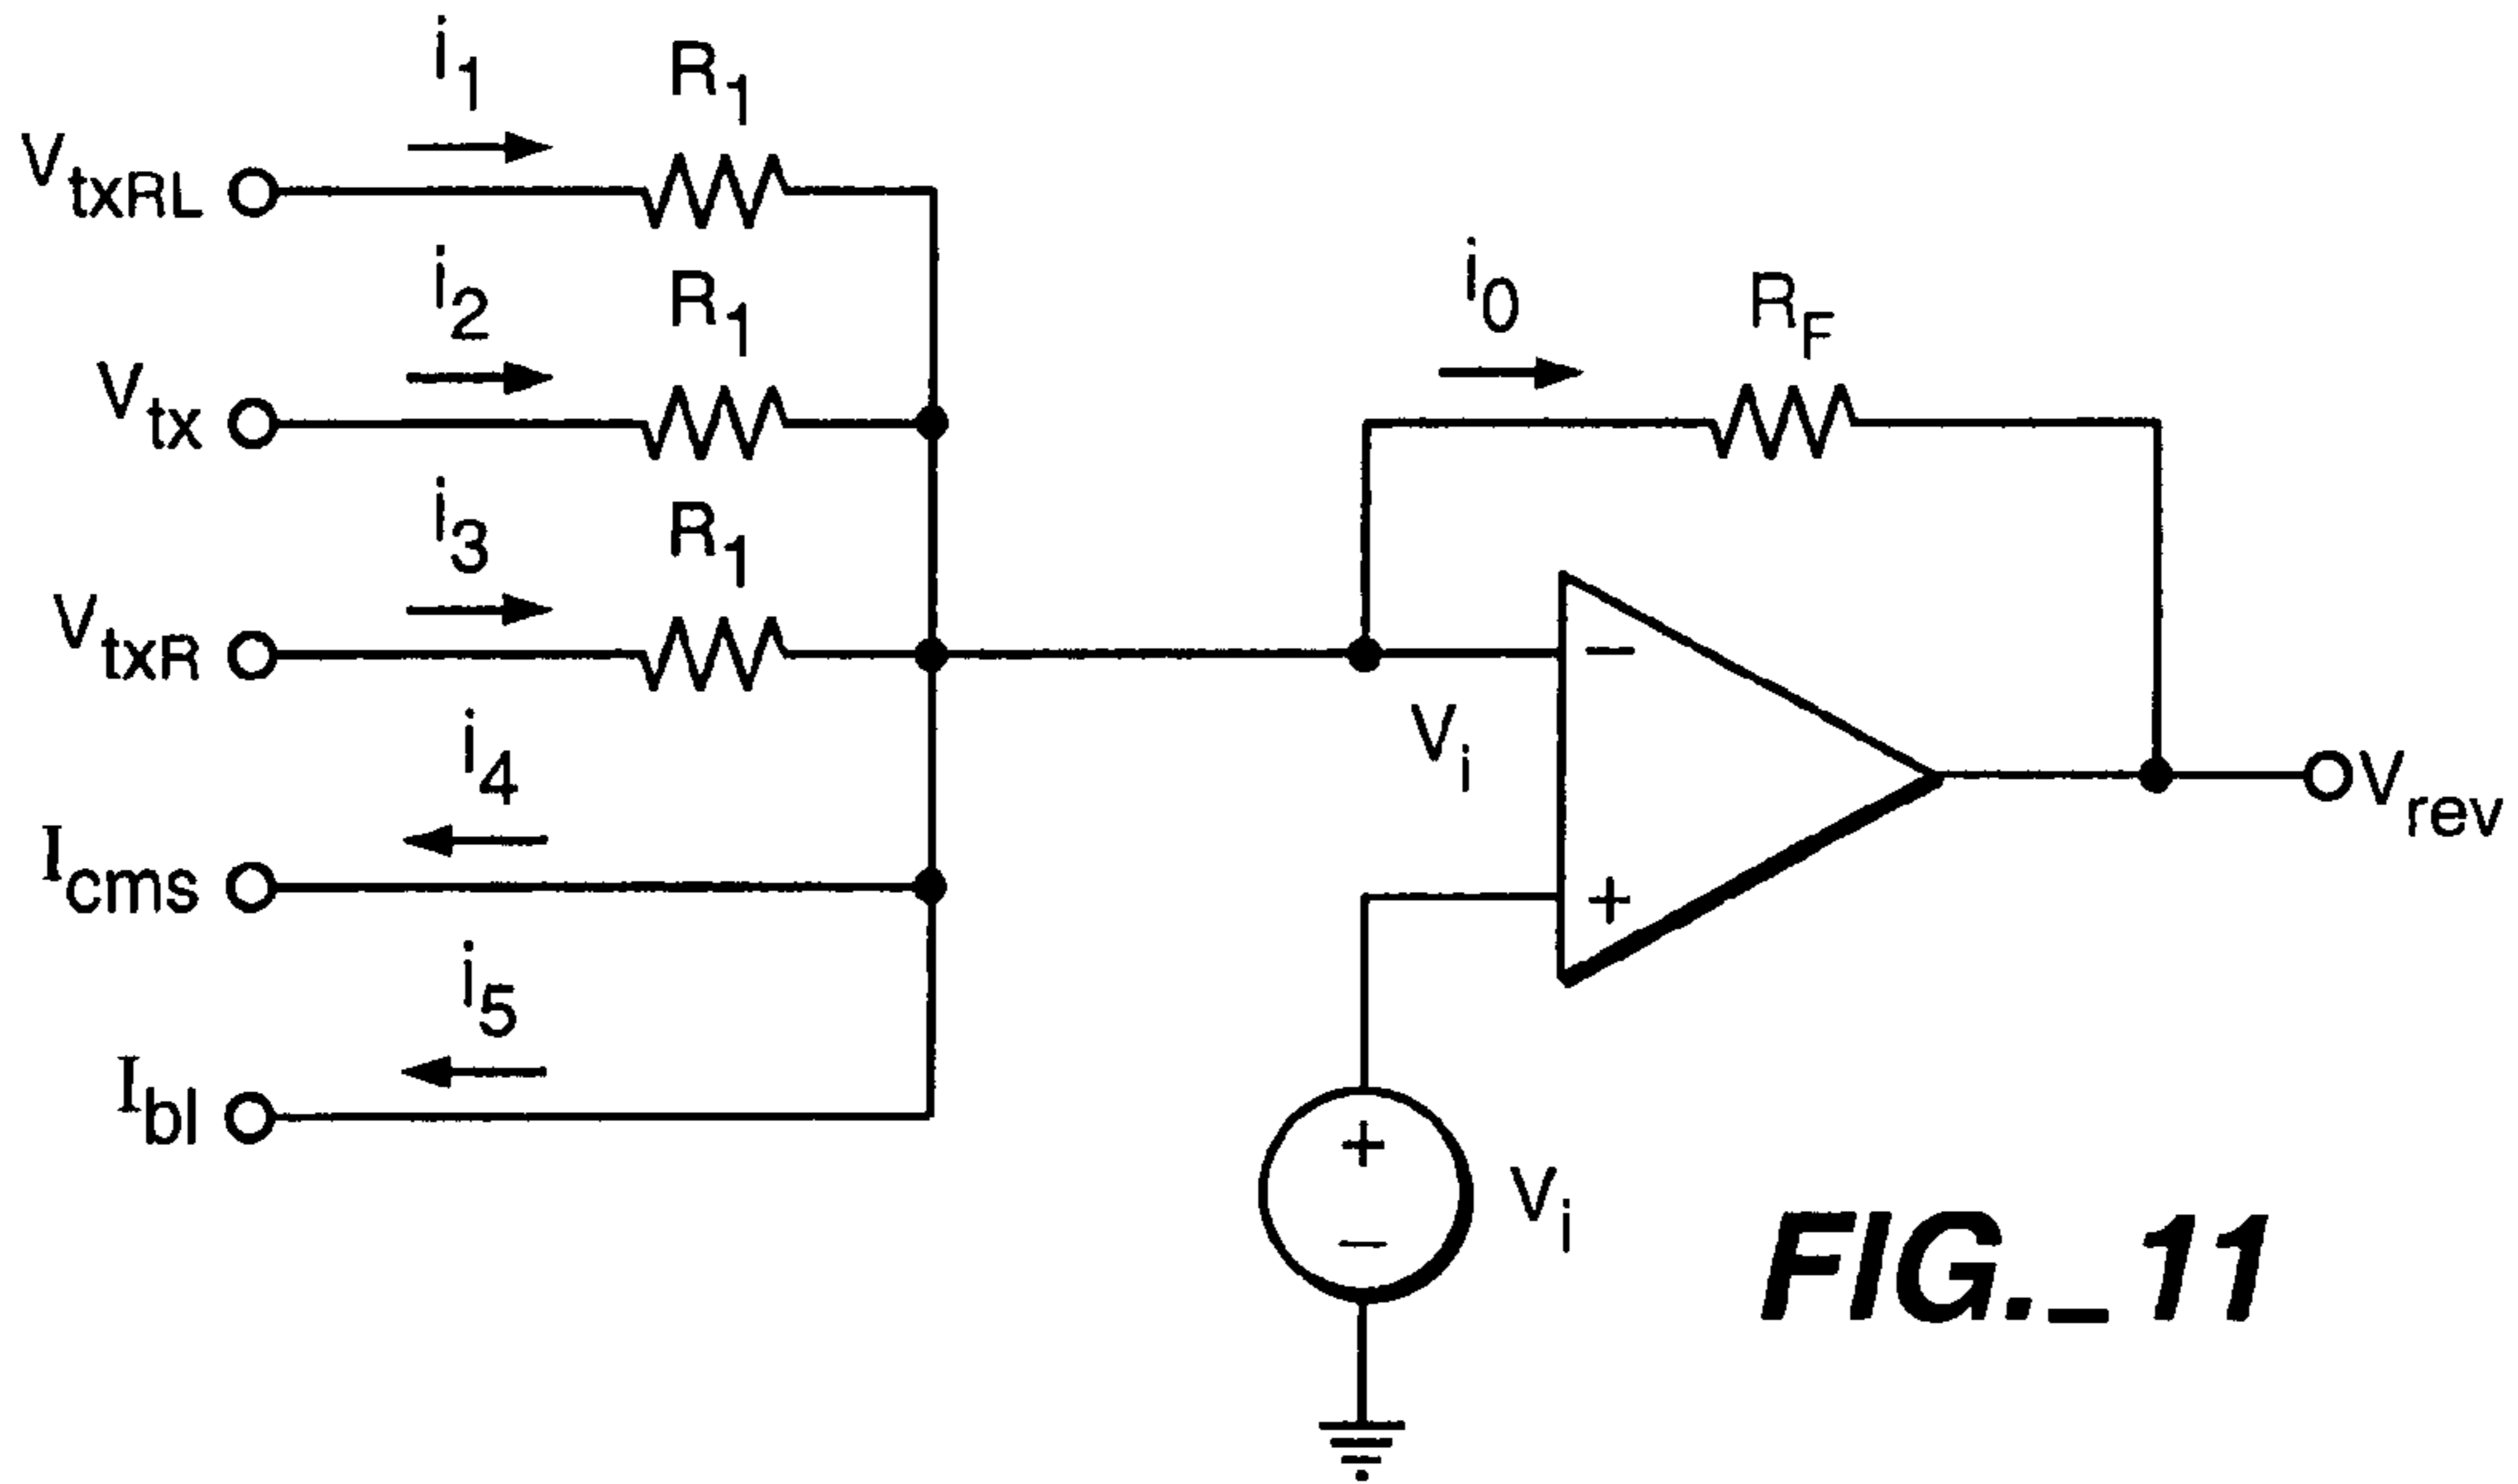 i1
R1
VtxRL
i2
R1
Vtx
i3
R1
VtxR
i4
Icms
i5
Ibl
i0
RF
−
Vi
+
Vrev
+
−
Vi
FIG._11